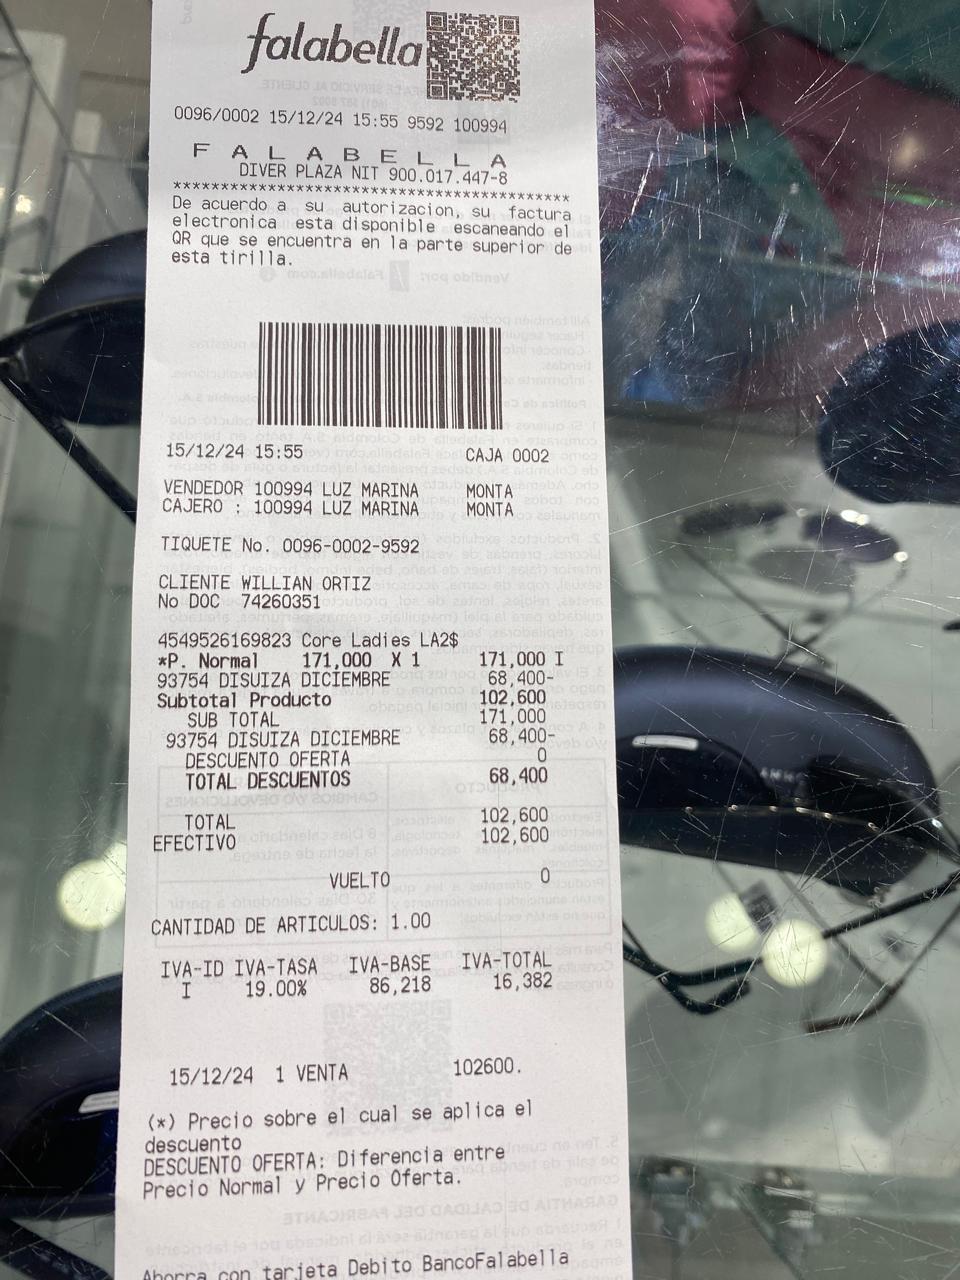 falabella
0096/0002 15/12/24 15:55 9592 100994
F A L A B E L L A
DIVER PLAZA NIT 900.017.447-8
****************************************
De acuerdo a su autorizacion, su factura
electronica esta disponible escaneando el
QR que se encuentra en la parte superior de
esta tirilla.
15/12/24 15:55 CAJA 0002
VENDEDOR 100994 LUZ MARINA MONTA
CAJERO : 100994 LUZ MARINA MONTA
TIQUETE No. 0096-0002-9592
CLIENTE WILLIAN ORTIZ
No DOC 74260351
4549526169823 Core Ladies LA2$
*P. Normal 171,000 X 1 171,000 I
93754 DISUIZA DICIEMBRE 68,400-
Subtotal Producto 102,600
SUB TOTAL 171,000
93754 DISUIZA DICIEMBRE 68,400-
DESCUENTO OFERTA 0
TOTAL DESCUENTOS 68,400
TOTAL 102,600
EFECTIVO 102,600
VUELTO 0
CANTIDAD DE ARTICULOS: 1.00
IVA-ID IVA-TASA IVA-BASE IVA-TOTAL
I 19.00% 86,218 16,382
15/12/24 1 VENTA 102600.
(*) Precio sobre el cual se aplica el
descuento
DESCUENTO OFERTA: Diferencia entre
Precio Normal y Precio Oferta.
Ahorra con tarjeta Debito BancoFalabella